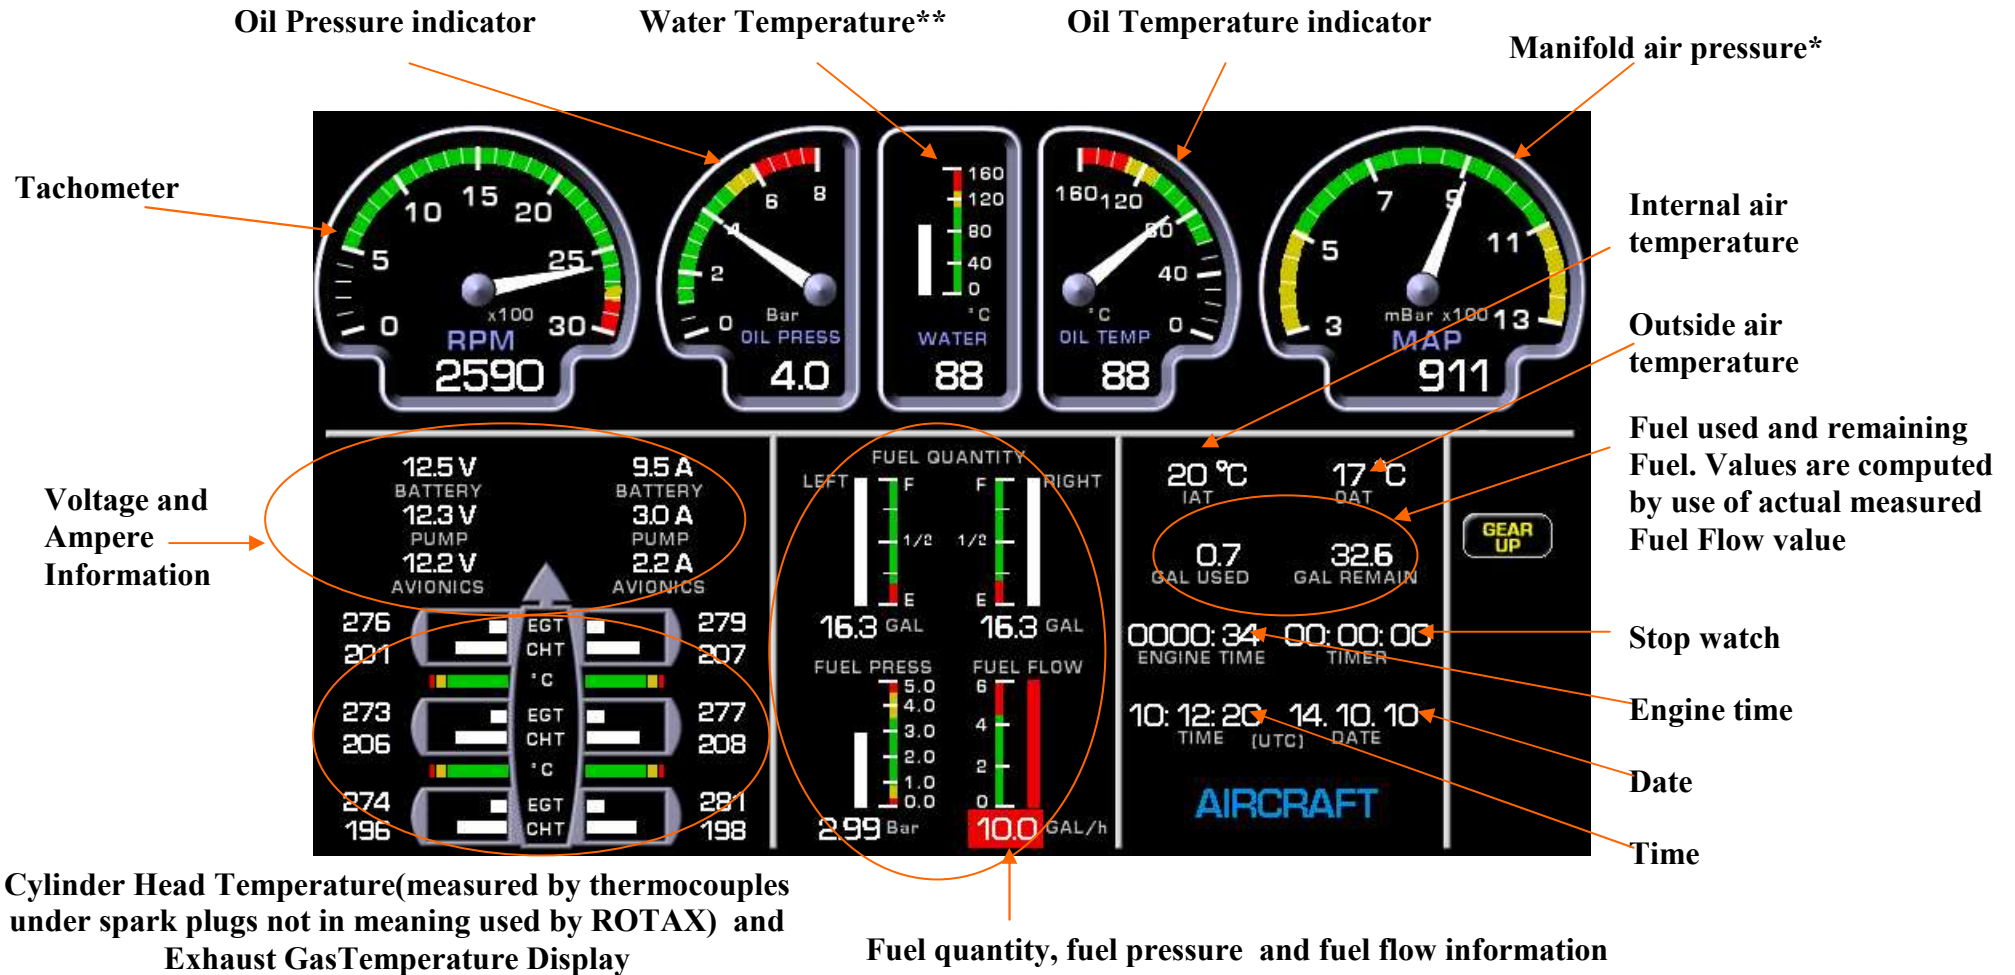 Oil Pressure indicator
Water Temperature**
Oil Temperature indicator
Manifold air pressure*
Tachometer
0 5 10 15 20 25 30
x100
RPM
2590
0 2 4 6 8
Bar
OIL PRESS
4.0
160
120
80
40
0
°C
WATER
88
160 120 80 40 0
°C
OIL TEMP
88
3 5 7 9 11 13
mBar x100
MAP
911
Internal air
temperature
Outside air
temperature
Fuel used and remaining
Fuel. Values are computed
by use of actual measured
Fuel Flow value
Stop watch
Engine time
Date
Time
Voltage and
Ampere
Information
12.5 V 9.5 A
BATTERY BATTERY
12.3 V 3.0 A
PUMP PUMP
12.2 V 2.2 A
AVIONICS AVIONICS
276 EGT 279
201 CHT 207
°C
273 EGT 277
206 CHT 208
°C
274 EGT 281
196 CHT 198
FUEL QUANTITY
LEFT F F RIGHT
1/2 1/2
E E
16.3 GAL 16.3 GAL
FUEL PRESS FUEL FLOW
5.0 6
4.0
3.0 4
2.0 2
1.0
0.0 0
2.99 Bar 10.0 GAL/h
20 °C 17 °C
IAT OAT
0.7 32.6
GAL USED GAL REMAIN
0000:34 00:00:00
ENGINE TIME TIMER
10:12:20 14.10.10
TIME [UTC] DATE
AIRCRAFT
GEAR
UP
Cylinder Head Temperature(measured by thermocouples
under spark plugs not in meaning used by ROTAX) and
Exhaust GasTemperature Display
Fuel quantity, fuel pressure and fuel flow information